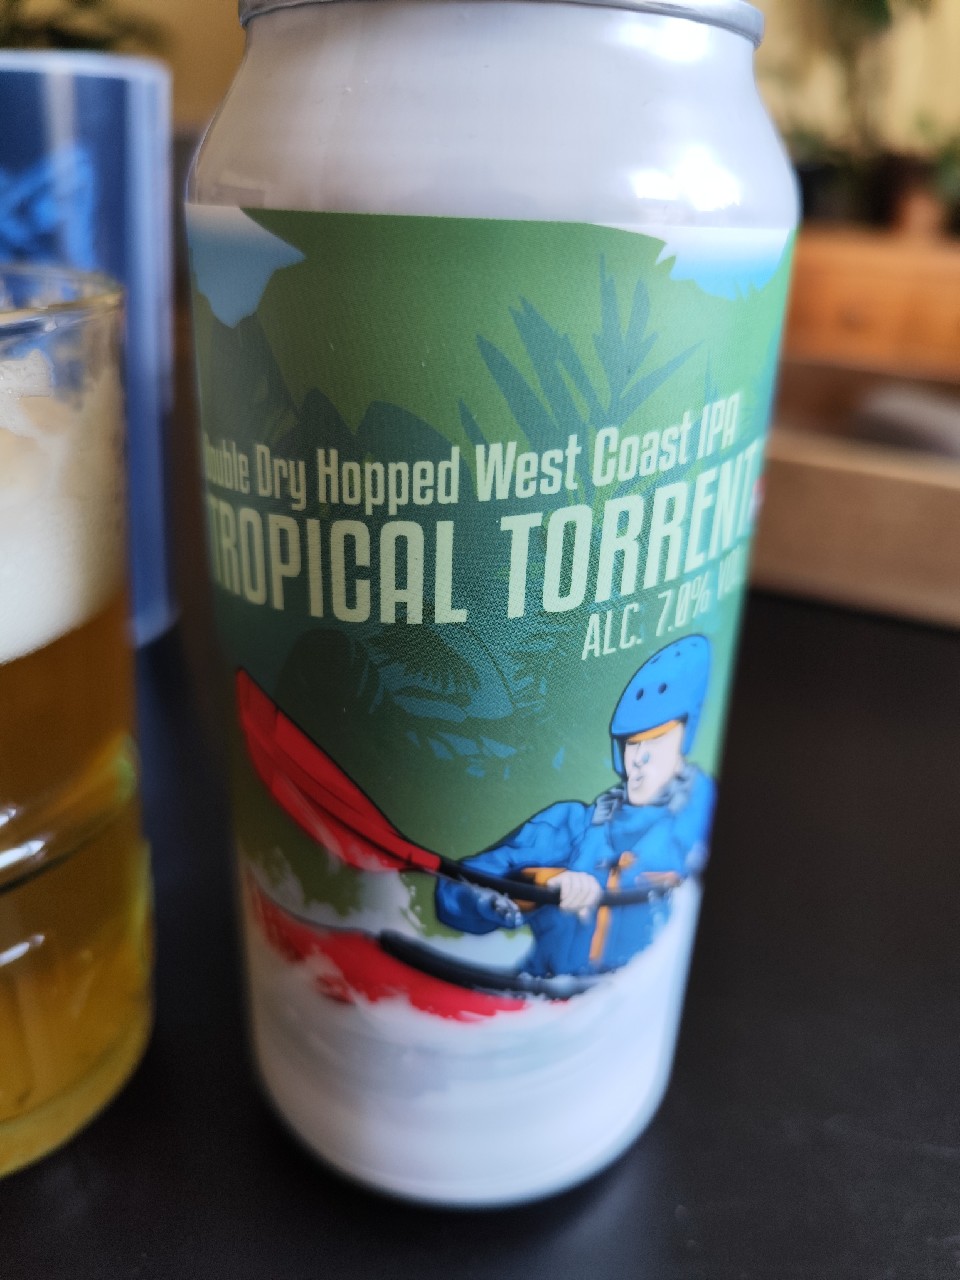 Double Dry Hopped West Coast IPA
TROPICAL TORRENT
ALC. 7.0% VOL